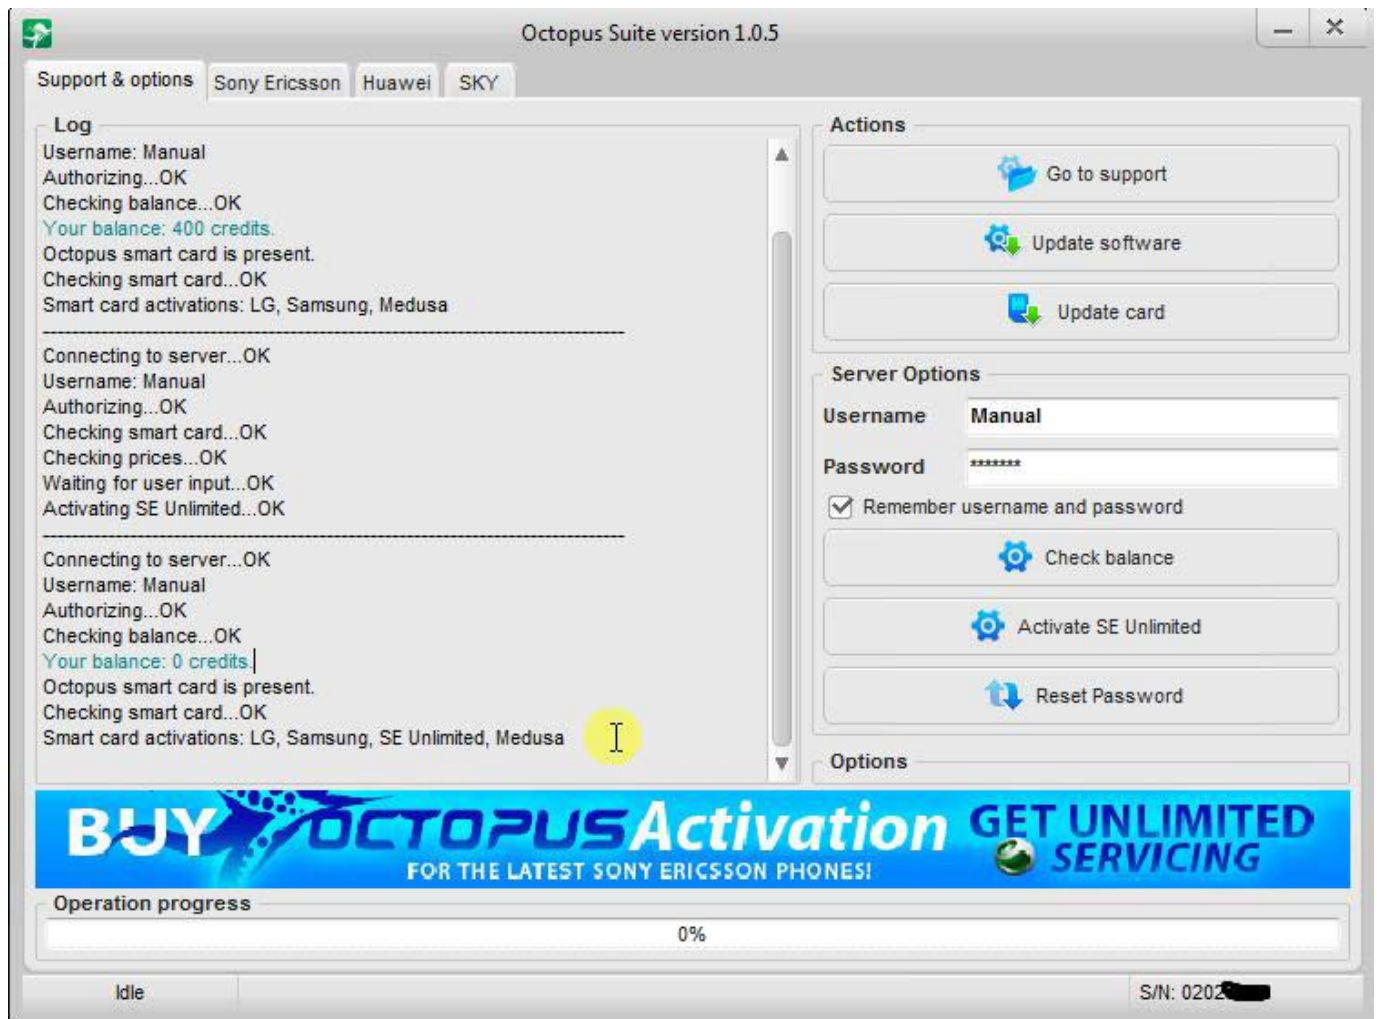 Octopus Suite version 1.0.5
Support & options
Sony Ericsson
Huawei
SKY
Log
Username: Manual
Authorizing...OK
Checking balance...OK
Your balance: 400 credits.
Octopus smart card is present.
Checking smart card...OK
Smart card activations: LG, Samsung, Medusa
--------------------------------------------------------------------------------
Connecting to server...OK
Username: Manual
Authorizing...OK
Checking smart card...OK
Checking prices...OK
Waiting for user input...OK
Activating SE Unlimited...OK
--------------------------------------------------------------------------------
Connecting to server...OK
Username: Manual
Authorizing...OK
Checking balance...OK
Your balance: 0 credits.
Octopus smart card is present.
Checking smart card...OK
Smart card activations: LG, Samsung, SE Unlimited, Medusa
Actions
Go to support
Update software
Update card
Server Options
Username Manual
Password *******
Remember username and password
Check balance
Activate SE Unlimited
Reset Password
Options
BUY OCTOPUS Activation
FOR THE LATEST SONY ERICSSON PHONES!
GET UNLIMITED
SERVICING
Operation progress
0%
Idle
S/N: 0202